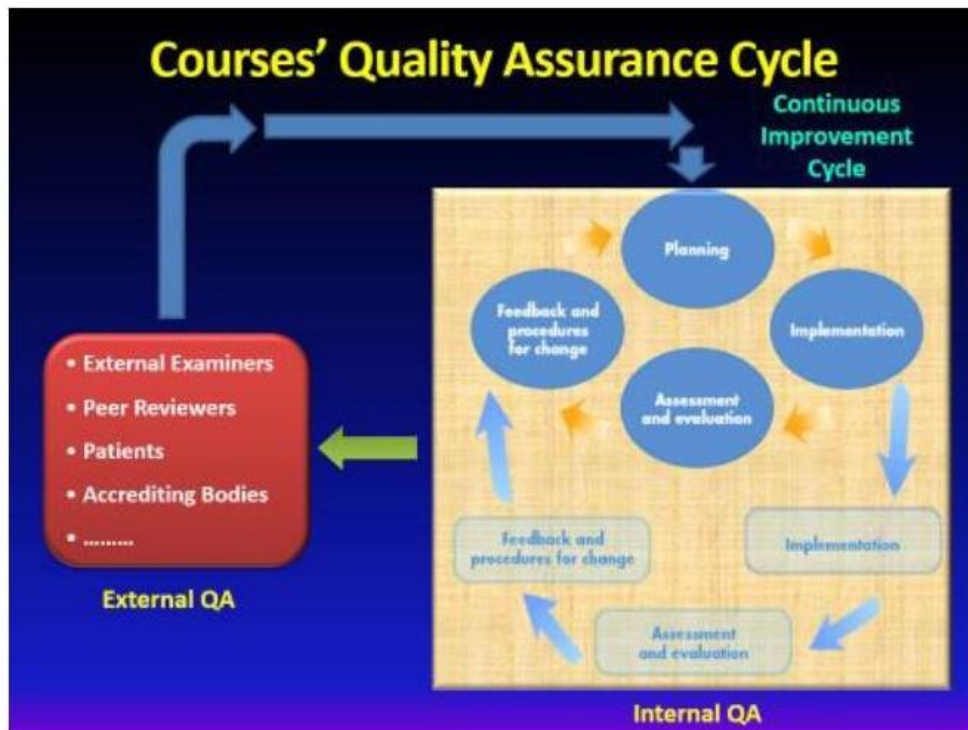 Courses' Quality Assurance Cycle
Continuous
Improvement
Cycle
Planning
Feedback and
procedures
for change
Implementation
Assessment
and evaluation
• External Examiners
• Peer Reviewers
• Patients
• Accrediting Bodies
• .........
External QA
Feedback and
procedures for change
Implementation
Assessment
and evaluation
Internal QA